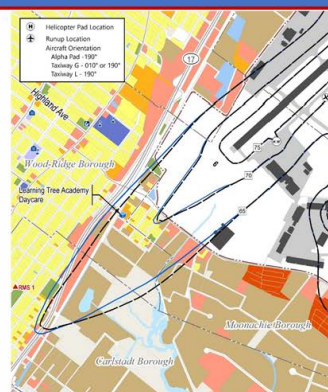 Helicopter Pad Location
Runup Location
Aircraft Orientation
Alpha Pad -190°
Taxiway G - 010° or 190°
Taxiway L - 190°
17
Highland Ave
Wood-Ridge Borough
Learning Tree Academy
Daycare
G
75
70
65
RMS 1
Moonachie Borough
Carlstadt Borough